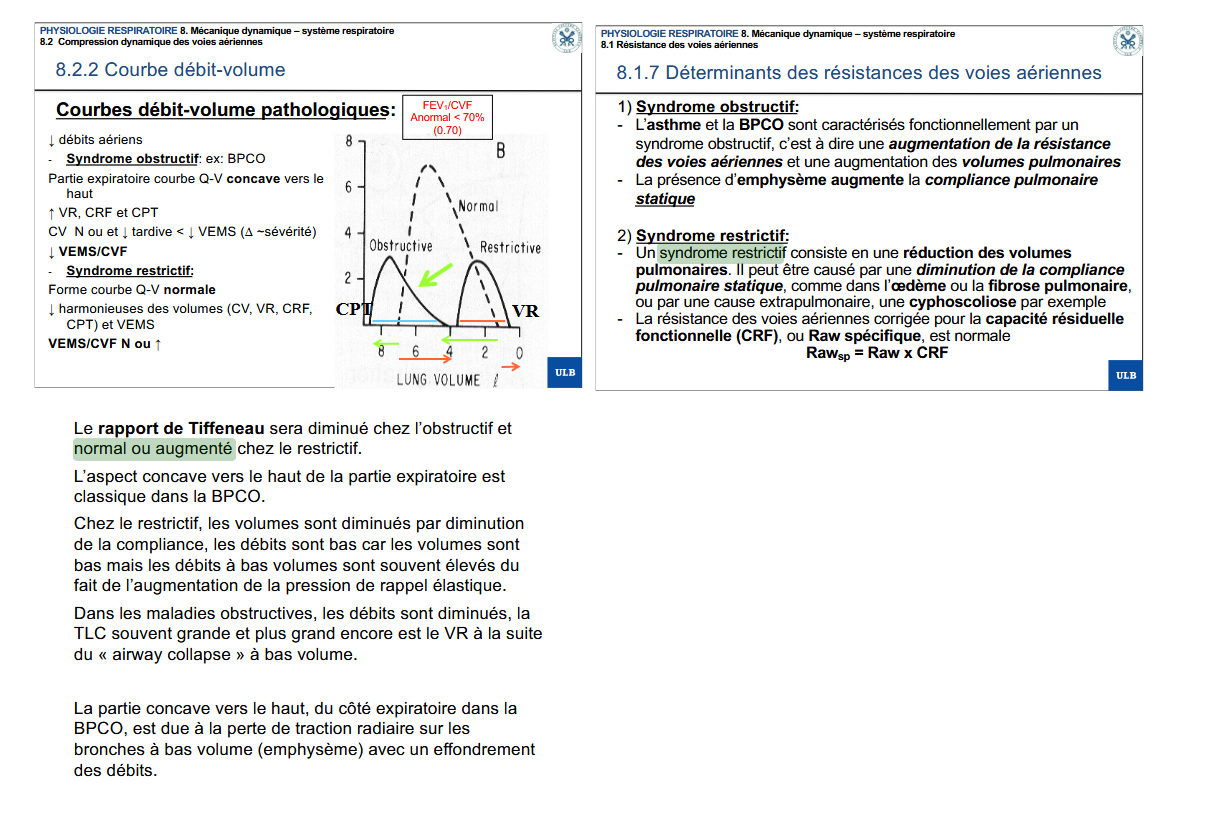 PHYSIOLOGIE RESPIRATOIRE 8. Mécanique dynamique – système respiratoire
8.2 Compression dynamique des voies aériennes
8.2.2 Courbe débit-volume
Courbes débit-volume pathologiques:
FEV₁/CVF
Anormal < 70%
(0.70)
↓ débits aériens
- Syndrome obstructif: ex: BPCO
Partie expiratoire courbe Q-V concave vers le
haut
↑ VR, CRF et CPT
CV N ou et ↓ tardive < ↓ VEMS (Δ ~sévérité)
↓ VEMS/CVF
- Syndrome restrictif:
Forme courbe Q-V normale
↓ harmonieuses des volumes (CV, VR, CRF,
CPT) et VEMS
VEMS/CVF N ou ↑
8
B
6
Normal
4
Obstructive
Restrictive
2
CPT
VR
8 6 4 2 0
LUNG VOLUME ℓ
ULB
PHYSIOLOGIE RESPIRATOIRE 8. Mécanique dynamique – système respiratoire
8.1 Résistance des voies aériennes
8.1.7 Déterminants des résistances des voies aériennes
1) Syndrome obstructif:
- L’asthme et la BPCO sont caractérisés fonctionnellement par un
syndrome obstructif, c’est à dire une augmentation de la résistance
des voies aériennes et une augmentation des volumes pulmonaires
- La présence d’emphysème augmente la compliance pulmonaire
statique
2) Syndrome restrictif:
- Un syndrome restrictif consiste en une réduction des volumes
pulmonaires. Il peut être causé par une diminution de la compliance
pulmonaire statique, comme dans l’œdème ou la fibrose pulmonaire,
ou par une cause extrapulmonaire, une cyphoscoliose par exemple
- La résistance des voies aériennes corrigée pour la capacité résiduelle
fonctionnelle (CRF), ou Raw spécifique, est normale
Rawsp = Raw x CRF
ULB
Le rapport de Tiffeneau sera diminué chez l’obstructif et
normal ou augmenté chez le restrictif.
L’aspect concave vers le haut de la partie expiratoire est
classique dans la BPCO.
Chez le restrictif, les volumes sont diminués par diminution
de la compliance, les débits sont bas car les volumes sont
bas mais les débits à bas volumes sont souvent élevés du
fait de l’augmentation de la pression de rappel élastique.
Dans les maladies obstructives, les débits sont diminués, la
TLC souvent grande et plus grand encore est le VR à la suite
du « airway collapse » à bas volume.
La partie concave vers le haut, du côté expiratoire dans la
BPCO, est due à la perte de traction radiaire sur les
bronches à bas volume (emphysème) avec un effondrement
des débits.